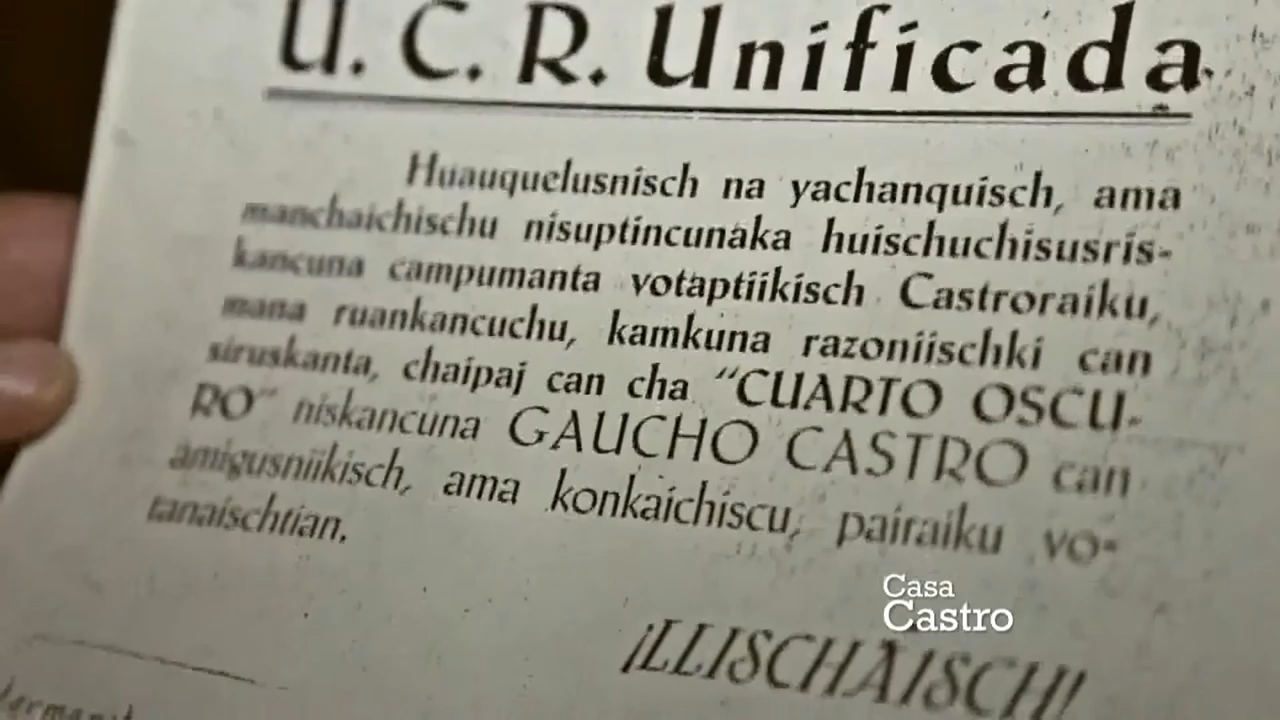 U. C. R. Unificada
Huauquelusnisch na yachanquisch, ama
manchaichischu nisuptincunaka huischuchisusris-
kancuna campumanta votaptiikisch Castroraiku,
mana ruankancuchu, kamkuna razoniischki can
siruskanta, chaipaj can cha “CUARTO OSCU-
RO” niskancuna GAUCHO CASTRO can
amigusniikisch, ama konkaichiscu, pairaiku vo-
tanaischtian.
Casa
Castro
¡LLISCHAISCH!